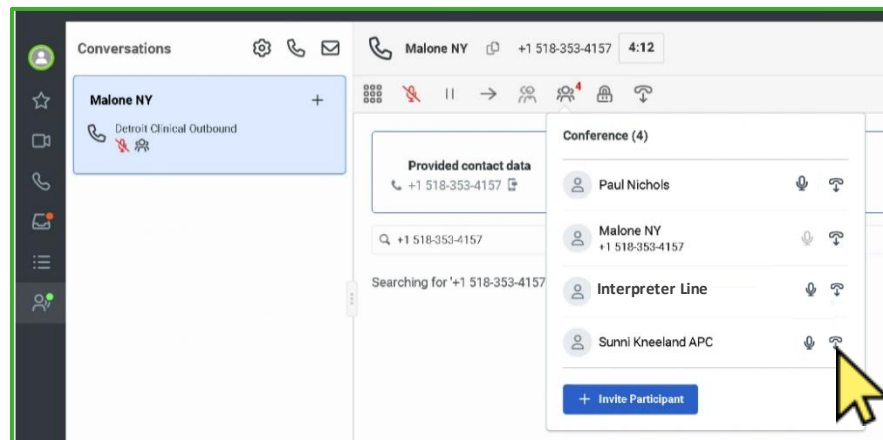 Conversations
Malone NY
+1 518-353-4157
4:12
Malone NY
+
Detroit Clinical Outbound
4
Conference (4)
Provided contact data
+1 518-353-4157
+1 518-353-4157
Searching for '+1 518-353-4157
Paul Nichols
Malone NY
+1 518-353-4157
Interpreter Line
Sunni Kneeland APC
+ Invite Participant